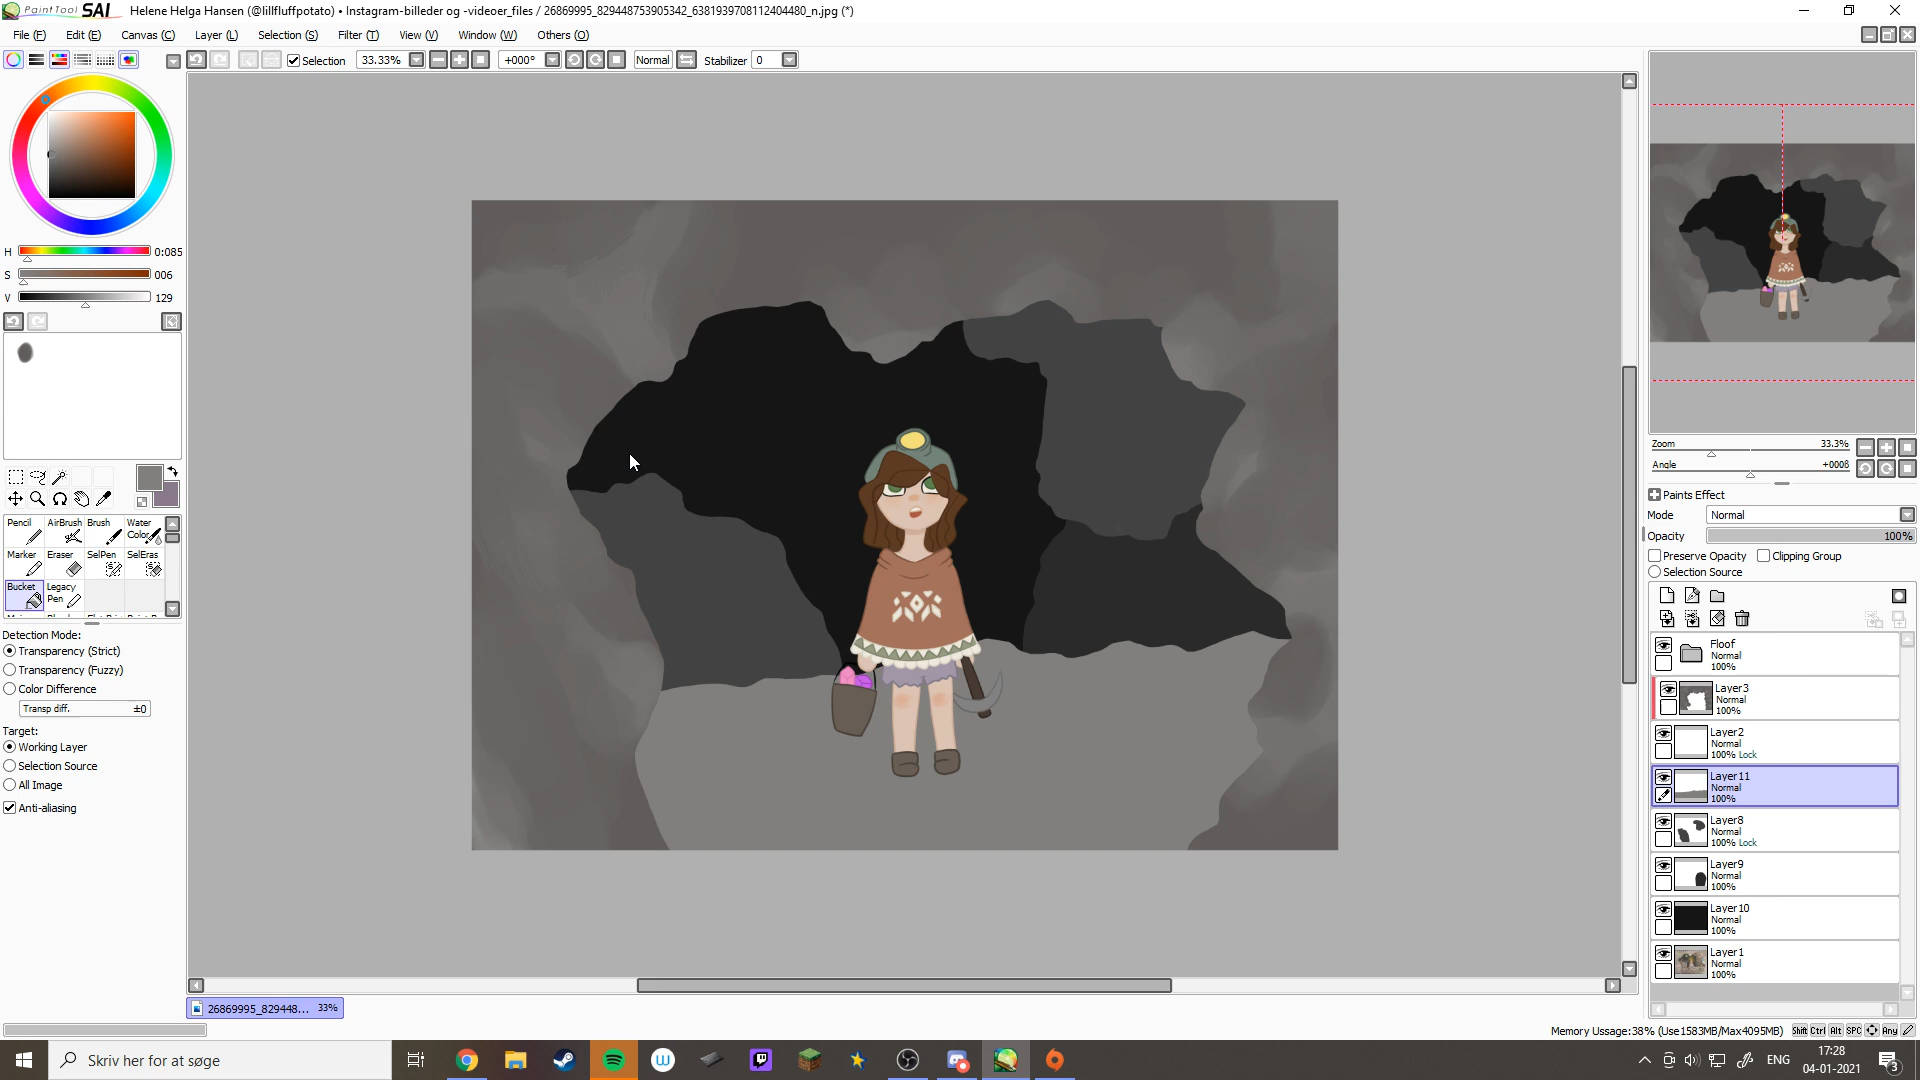 PaintTool SAI Helene Helga Hansen (@lillfluffpotato) • Instagram-billeder og -videoer_files / 26869995_829448753905342_6381939708112404480_n.jpg (*)
File (F) Edit (E) Canvas (C) Layer (L) Selection (S) Filter (T) View (V) Window (W) Others (O)
Selection 33.33% +000° Normal Stabilizer 0
H 0:085
S 006
V 129
Pencil AirBrush Brush Water Color
Marker Eraser SelPen SelEras
Bucket Legacy Pen
Detection Mode:
Transparency (Strict)
Transparency (Fuzzy)
Color Difference
Transp diff. ±0
Target:
Working Layer
Selection Source
All Image
Anti-aliasing
Zoom 33.3%
Angle +000ß
Paints Effect
Mode Normal
Opacity 100%
Preserve Opacity Clipping Group
Selection Source
Floof
Normal
100%
Layer3
Normal
100%
Layer2
Normal
100% Lock
Layer11
Normal
100%
Layer8
Normal
100% Lock
Layer9
Normal
100%
Layer10
Normal
100%
Layer1
Normal
100%
26869995_829448... 33%
Memory Ussage:38% (Use1583MB/Max4095MB) Shift Ctrl Alt SPC Any
Skriv her for at søge
ENG
17:28
04-01-2021
3